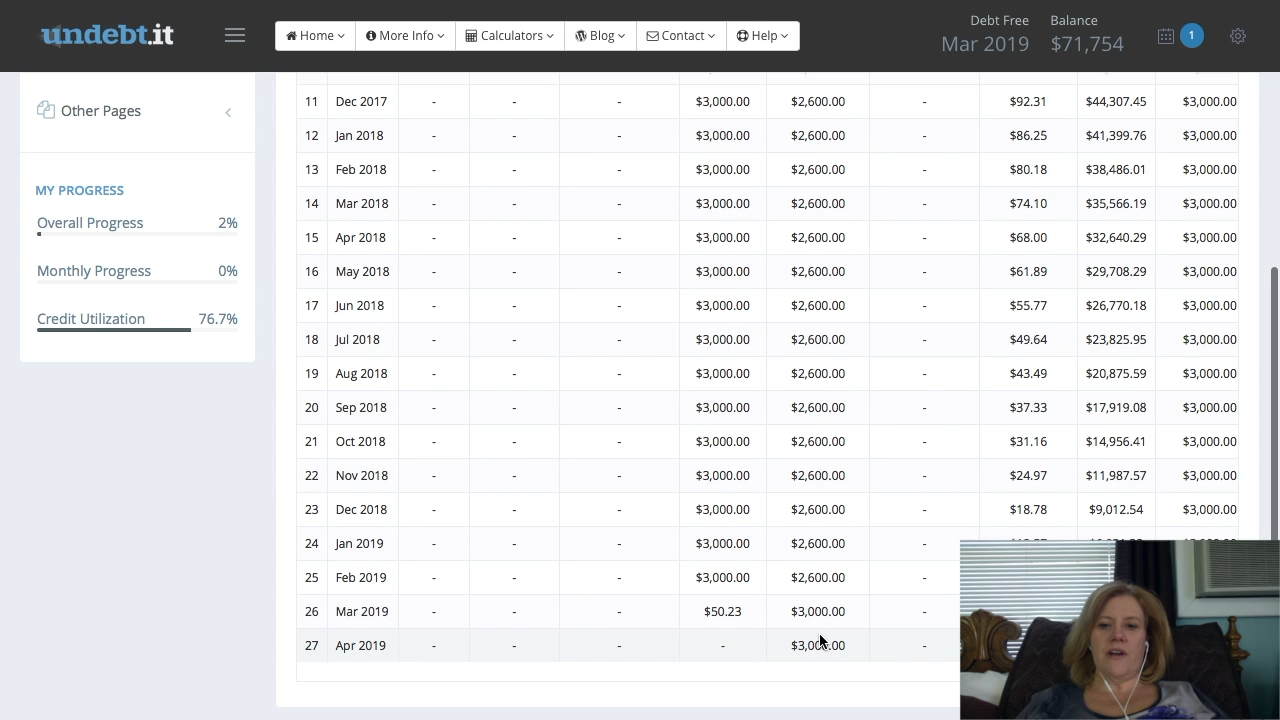 undebt.it
Home
More Info
Calculators
Blog
Contact
Help
Debt Free
Mar 2019
Balance
$71,754
1
Other Pages
MY PROGRESS
Overall Progress 2%
Monthly Progress 0%
Credit Utilization 76.7%
11 Dec 2017 - - - $3,000.00 $2,600.00 - $92.31 $44,307.45 $3,000.00
12 Jan 2018 - - - $3,000.00 $2,600.00 - $86.25 $41,399.76 $3,000.00
13 Feb 2018 - - - $3,000.00 $2,600.00 - $80.18 $38,486.01 $3,000.00
14 Mar 2018 - - - $3,000.00 $2,600.00 - $74.10 $35,566.19 $3,000.00
15 Apr 2018 - - - $3,000.00 $2,600.00 - $68.00 $32,640.29 $3,000.00
16 May 2018 - - - $3,000.00 $2,600.00 - $61.89 $29,708.29 $3,000.00
17 Jun 2018 - - - $3,000.00 $2,600.00 - $55.77 $26,770.18 $3,000.00
18 Jul 2018 - - - $3,000.00 $2,600.00 - $49.64 $23,825.95 $3,000.00
19 Aug 2018 - - - $3,000.00 $2,600.00 - $43.49 $20,875.59 $3,000.00
20 Sep 2018 - - - $3,000.00 $2,600.00 - $37.33 $17,919.08 $3,000.00
21 Oct 2018 - - - $3,000.00 $2,600.00 - $31.16 $14,956.41 $3,000.00
22 Nov 2018 - - - $3,000.00 $2,600.00 - $24.97 $11,987.57 $3,000.00
23 Dec 2018 - - - $3,000.00 $2,600.00 - $18.78 $9,012.54 $3,000.00
24 Jan 2019 - - - $3,000.00 $2,600.00 -
25 Feb 2019 - - - $3,000.00 $2,600.00 -
26 Mar 2019 - - - $50.23 $3,000.00 -
27 Apr 2019 - - - - $3,000.00 -